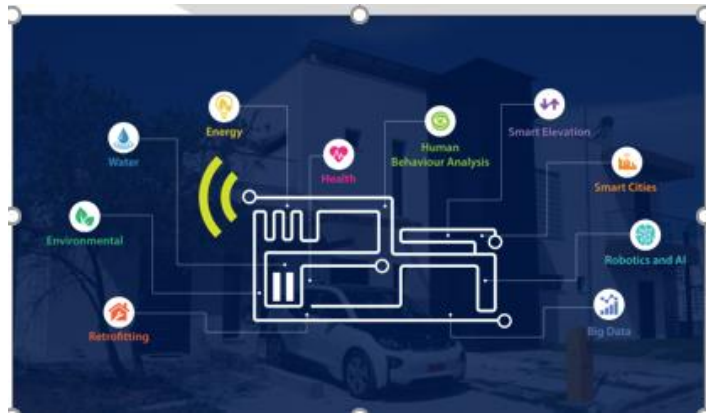 Energy
Human
Behaviour Analysis
Smart Elevation
Water
Health
Smart Cities
Environmental
Robotics and AI
Retrofitting
Big Data